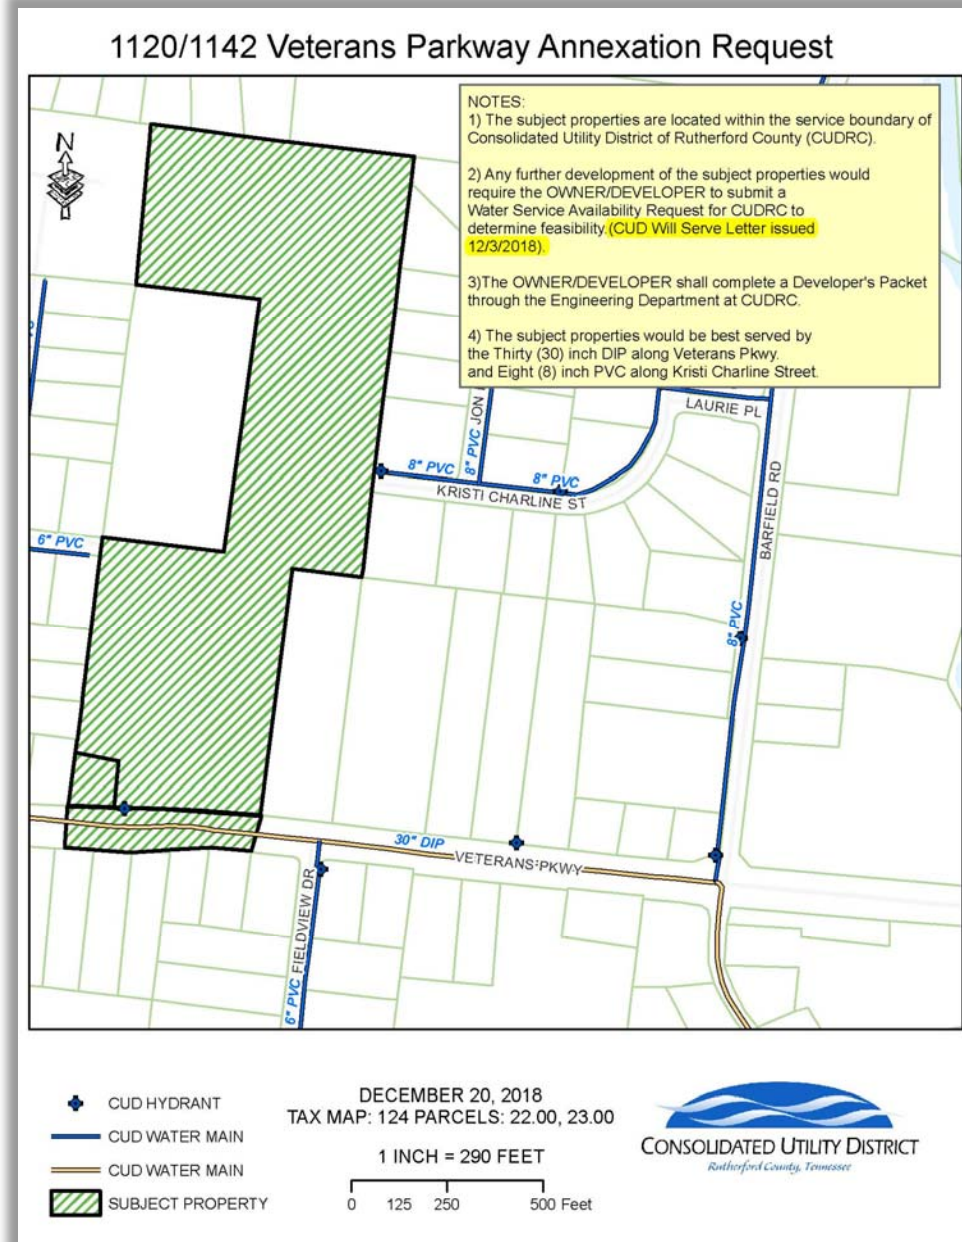 1120/1142 Veterans Parkway Annexation Request
NOTES:
1) The subject properties are located within the service boundary of
Consolidated Utility District of Rutherford County (CUDRC).
2) Any further development of the subject properties would
require the OWNER/DEVELOPER to submit a
Water Service Availability Request for CUDRC to
determine feasibility.(CUD Will Serve Letter issued
12/3/2018).
3)The OWNER/DEVELOPER shall complete a Developer's Packet
through the Engineering Department at CUDRC.
4) The subject properties would be best served by
the Thirty (30) inch DIP along Veterans Pkwy.
and Eight (8) inch PVC along Kristi Charline Street.
N
LAURIE PL
JON
8" PVC
8" PVC
8" PVC
KRISTI CHARLINE ST
BARFIELD RD
6" PVC
8" PVC
30" DIP
VETERANS PKWY
FIELDVIEW DR
6" PVC
CUD HYDRANT
CUD WATER MAIN
CUD WATER MAIN
SUBJECT PROPERTY
DECEMBER 20, 2018
TAX MAP: 124 PARCELS: 22.00, 23.00
1 INCH = 290 FEET
0 125 250 500 Feet
CONSOLIDATED UTILITY DISTRICT
Rutherford County, Tennessee